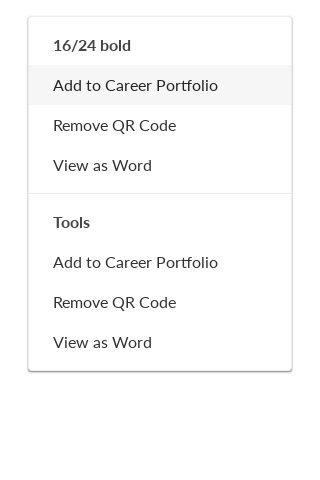 16/24 bold
Add to Career Portfolio
Remove QR Code
View as Word
Tools
Add to Career Portfolio
Remove QR Code
View as Word